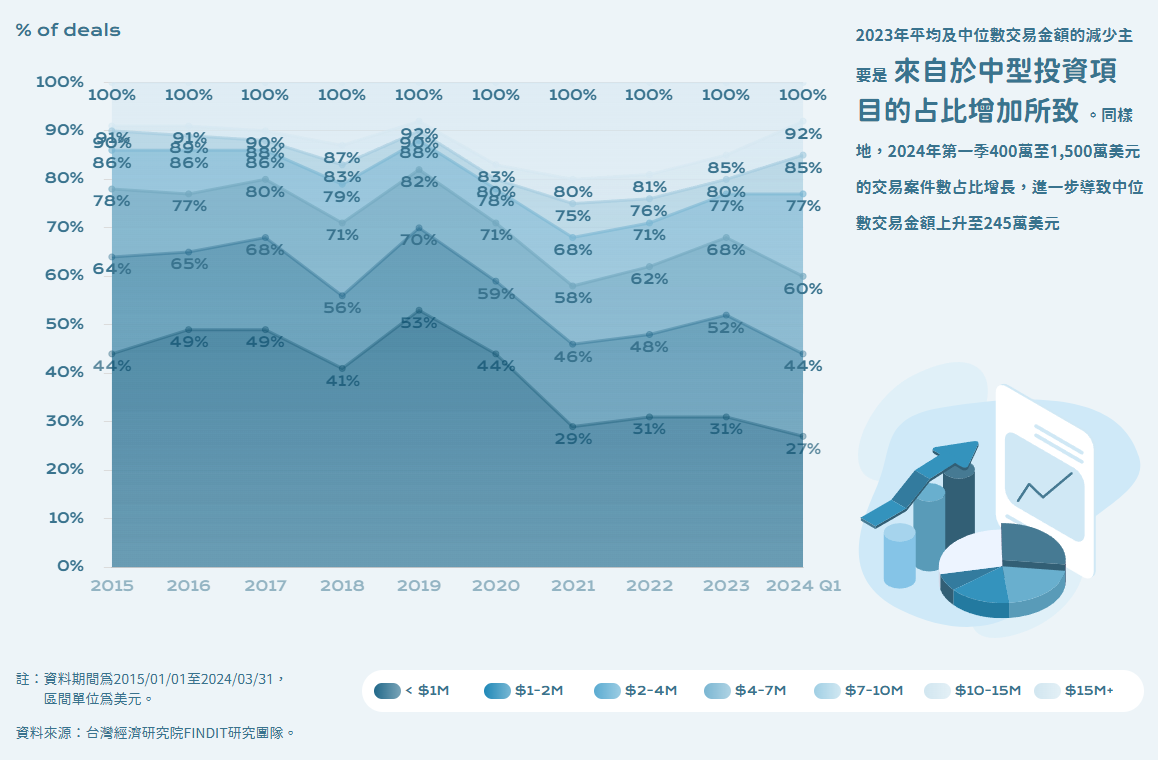 % of deals
2023年平均及中位數交易金額的減少主
要是 來自於中型投資項
目的占比增加所致 。同樣
地，2024年第一季400萬至1,500萬美元
的交易案件數占比增長，進一步導致中位
數交易金額上升至245萬美元
100%
90%
80%
70%
60%
50%
40%
30%
20%
10%
0%
100% 100% 100% 100% 100% 100% 100% 100% 100% 100%
91% 91% 90% 87% 92% 83% 80% 81% 85% 92%
90% 89% 88% 83% 90% 80% 75% 76% 80% 85%
86% 86% 86% 79% 88% 78% 68% 71% 77% 77%
78% 77% 80% 71% 82% 71% 58% 62% 68% 60%
64% 65% 68% 56% 70% 59% 46% 48% 52% 44%
44% 49% 49% 41% 53% 44% 29% 31% 31% 27%
2015 2016 2017 2018 2019 2020 2021 2022 2023 2024 Q1
< $1M $1-2M $2-4M $4-7M $7-10M $10-15M $15M+
註：資料期間為2015/01/01至2024/03/31，
區間單位為美元。
資料來源：台灣經濟研究院FINDIT研究團隊。